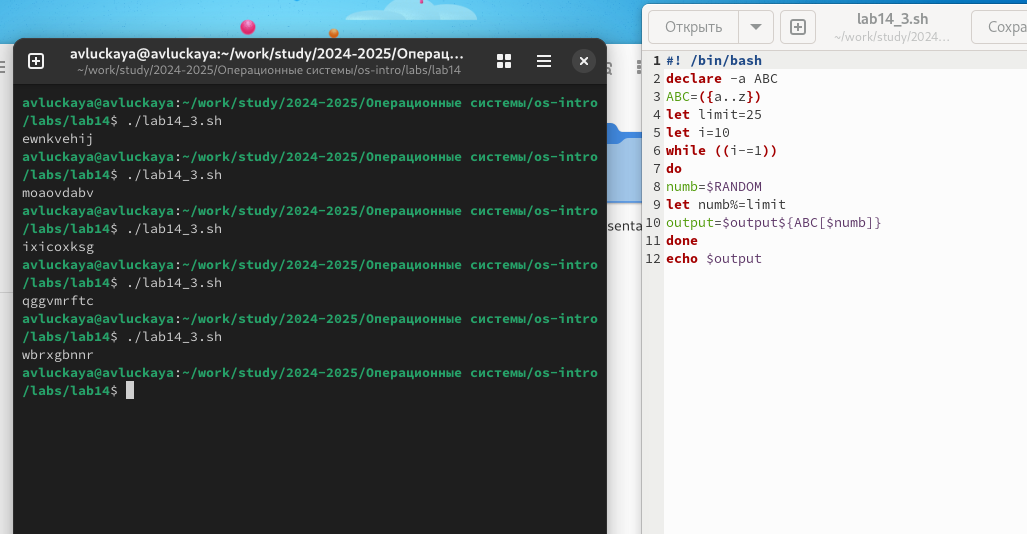 avluckaya@avluckaya:~/work/study/2024-2025/Операц...
~/work/study/2024-2025/Операционные системы/os-intro/labs/lab14
avluckaya@avluckaya:~/work/study/2024-2025/Операционные системы/os-intro
/labs/lab14$ ./lab14_3.sh
ewnkvehij
avluckaya@avluckaya:~/work/study/2024-2025/Операционные системы/os-intro
/labs/lab14$ ./lab14_3.sh
moaovdabv
avluckaya@avluckaya:~/work/study/2024-2025/Операционные системы/os-intro
/labs/lab14$ ./lab14_3.sh
ixicoxksg
avluckaya@avluckaya:~/work/study/2024-2025/Операционные системы/os-intro
/labs/lab14$ ./lab14_3.sh
qggvmrftc
avluckaya@avluckaya:~/work/study/2024-2025/Операционные системы/os-intro
/labs/lab14$ ./lab14_3.sh
wbrxgbnnr
avluckaya@avluckaya:~/work/study/2024-2025/Операционные системы/os-intro
/labs/lab14$
senta
Открыть
lab14_3.sh
~/work/study/2024...
Сохра
1 #! /bin/bash
2 declare -a ABC
3 ABC=({a..z})
4 let limit=25
5 let i=10
6 while ((i-=1))
7 do
8 numb=$RANDOM
9 let numb%=limit
10 output=$output${ABC[$numb]}
11 done
12 echo $output